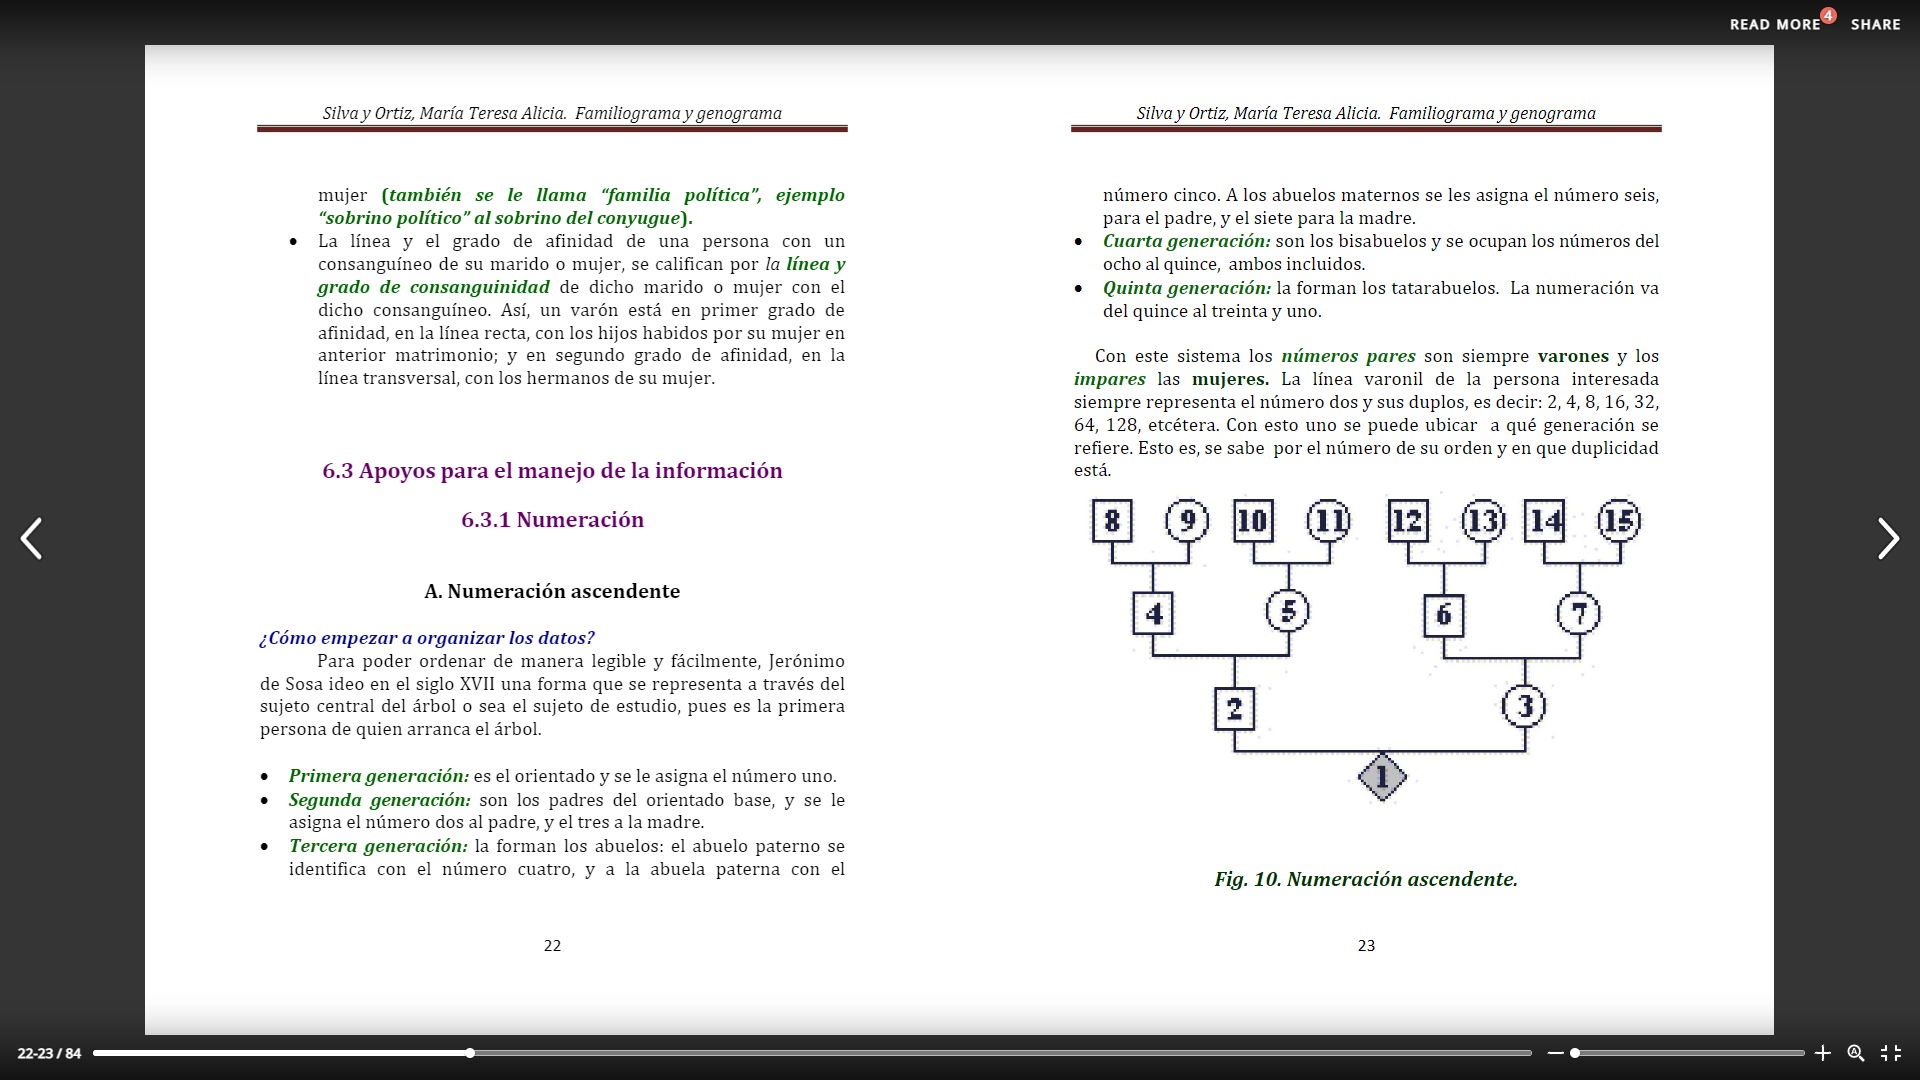 READ MORE 4 SHARE
Silva y Ortiz, María Teresa Alicia. Familiograma y genograma
mujer (también se le llama “familia política”, ejemplo
“sobrino político” al sobrino del conyugue).
• La línea y el grado de afinidad de una persona con un
consanguíneo de su marido o mujer, se califican por la línea y
grado de consanguinidad de dicho marido o mujer con el
dicho consanguíneo. Así, un varón está en primer grado de
afinidad, en la línea recta, con los hijos habidos por su mujer en
anterior matrimonio; y en segundo grado de afinidad, en la
línea transversal, con los hermanos de su mujer.
6.3 Apoyos para el manejo de la información
6.3.1 Numeración
A. Numeración ascendente
¿Cómo empezar a organizar los datos?
Para poder ordenar de manera legible y fácilmente, Jerónimo
de Sosa ideo en el siglo XVII una forma que se representa a través del
sujeto central del árbol o sea el sujeto de estudio, pues es la primera
persona de quien arranca el árbol.
• Primera generación: es el orientado y se le asigna el número uno.
• Segunda generación: son los padres del orientado base, y se le
asigna el número dos al padre, y el tres a la madre.
• Tercera generación: la forman los abuelos: el abuelo paterno se
identifica con el número cuatro, y a la abuela paterna con el
22
Silva y Ortiz, María Teresa Alicia. Familiograma y genograma
número cinco. A los abuelos maternos se les asigna el número seis,
para el padre, y el siete para la madre.
• Cuarta generación: son los bisabuelos y se ocupan los números del
ocho al quince, ambos incluidos.
• Quinta generación: la forman los tatarabuelos. La numeración va
del quince al treinta y uno.
Con este sistema los números pares son siempre varones y los
impares las mujeres. La línea varonil de la persona interesada
siempre representa el número dos y sus duplos, es decir: 2, 4, 8, 16, 32,
64, 128, etcétera. Con esto uno se puede ubicar a qué generación se
refiere. Esto es, se sabe por el número de su orden y en que duplicidad
está.
8 9 10 11 12 13 14 15
4 5 6 7
2 3
1
Fig. 10. Numeración ascendente.
23
22-23 / 84